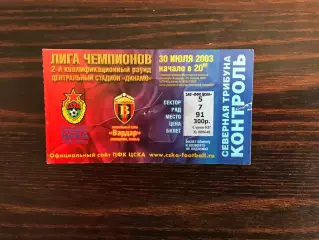 ЛИГА ЧЕМПИОНОВ
2-й квалификационный раунд
ЦЕНТРАЛЬНЫЙ СТАДИОН «ДИНАМО»
30 ИЮЛЯ 2003
начало в 20⁰⁰
«Вардар»
СЕКТОР 5
РЯД 7
МЕСТО 91
ЦЕНА 300р.
БИЛЕТ
СЕВЕРНАЯ ТРИБУНА
КОНТРОЛЬ
Официальный сайт ПФК ЦСКА www.cska-football.ru